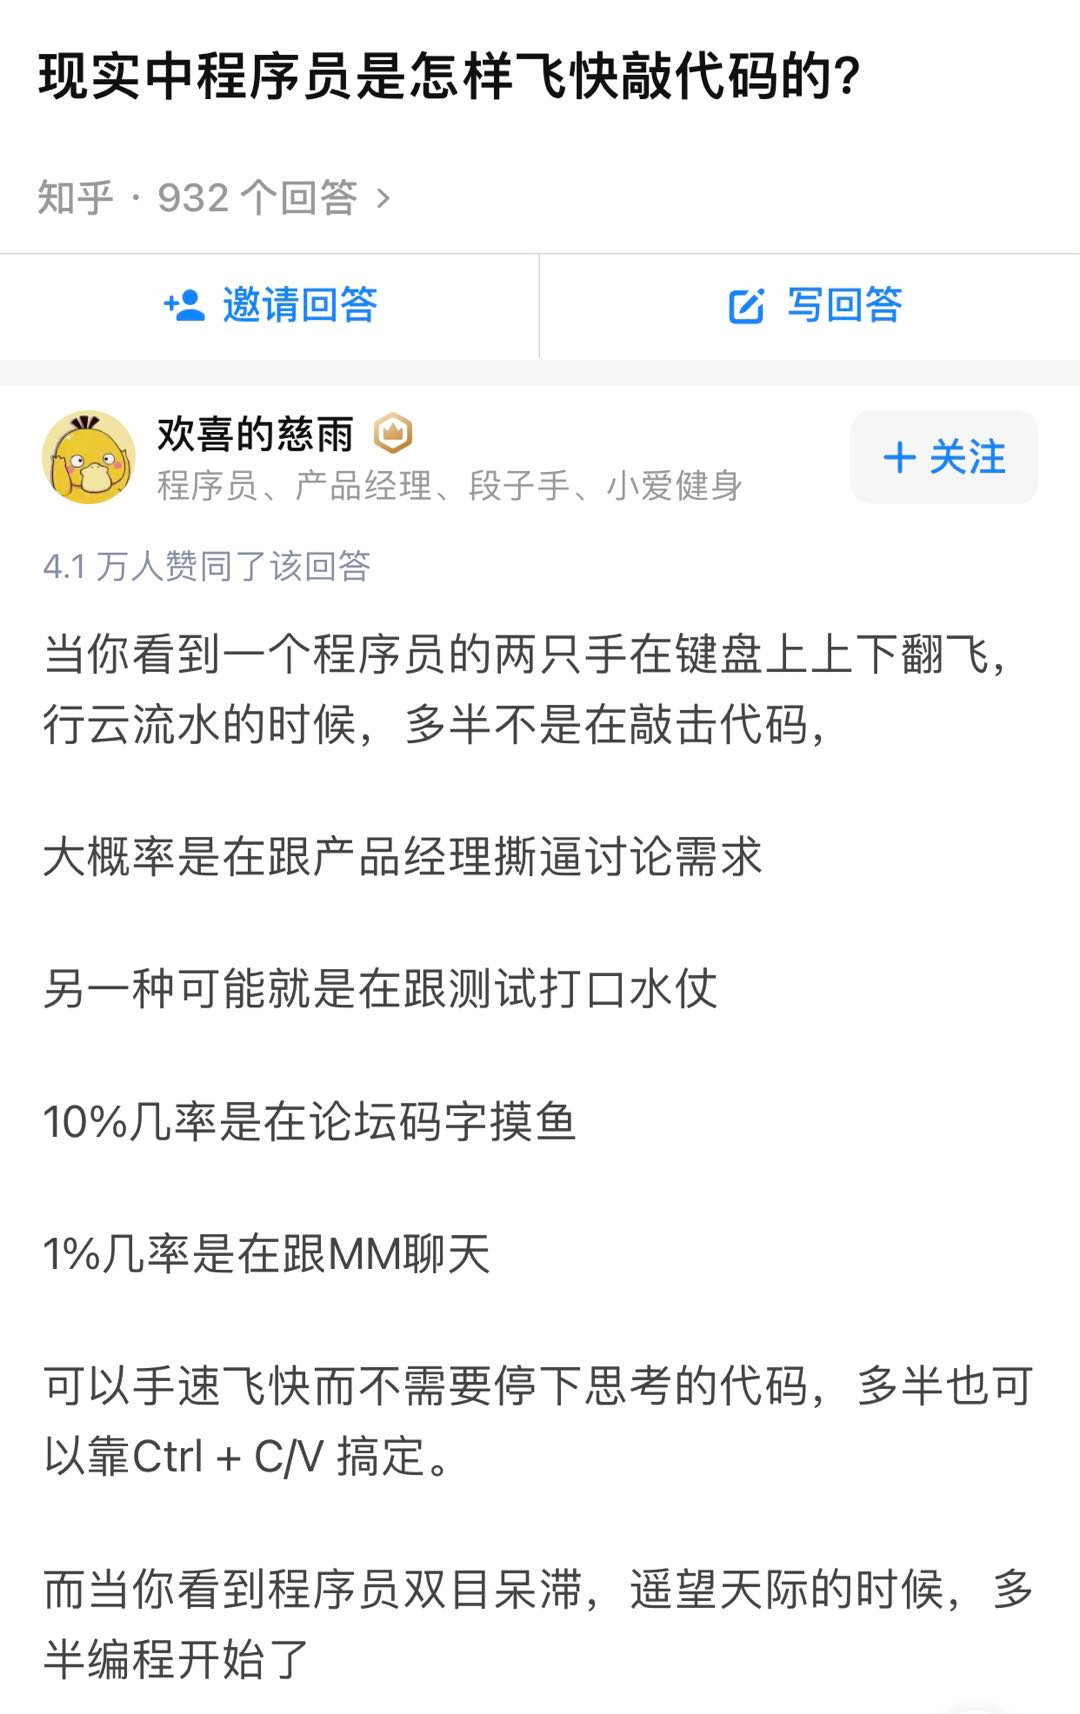 现实中程序员是怎样飞快敲代码的?
知乎 · 932 个回答 >
邀请回答
写回答
欢喜的慈雨
程序员、产品经理、段子手、小爱健身
+ 关注
4.1 万人赞同了该回答
当你看到一个程序员的两只手在键盘上上下翻飞，
行云流水的时候，多半不是在敲击代码，
大概率是在跟产品经理撕逼讨论需求
另一种可能就是在跟测试打口水仗
10%几率是在论坛码字摸鱼
1%几率是在跟MM聊天
可以手速飞快而不需要停下思考的代码，多半也可
以靠Ctrl + C/V 搞定。
而当你看到程序员双目呆滞，遥望天际的时候，多
半编程开始了